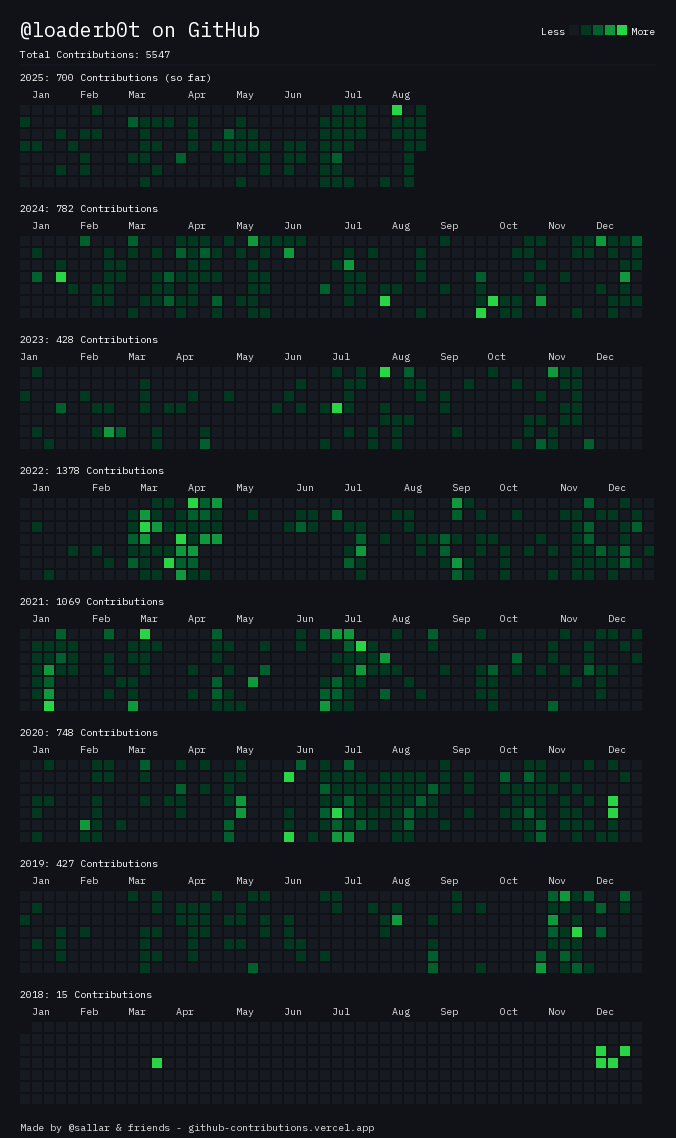 @loaderb0t on GitHub
Less More
Total Contributions: 5547
2025: 700 Contributions (so far)
Jan Feb Mar Apr May Jun Jul Aug
2024: 782 Contributions
Jan Feb Mar Apr May Jun Jul Aug Sep Oct Nov Dec
2023: 428 Contributions
Jan Feb Mar Apr May Jun Jul Aug Sep Oct Nov Dec
2022: 1378 Contributions
Jan Feb Mar Apr May Jun Jul Aug Sep Oct Nov Dec
2021: 1069 Contributions
Jan Feb Mar Apr May Jun Jul Aug Sep Oct Nov Dec
2020: 748 Contributions
Jan Feb Mar Apr May Jun Jul Aug Sep Oct Nov Dec
2019: 427 Contributions
Jan Feb Mar Apr May Jun Jul Aug Sep Oct Nov Dec
2018: 15 Contributions
Jan Feb Mar Apr May Jun Jul Aug Sep Oct Nov Dec
Made by @sallar & friends - github-contributions.vercel.app